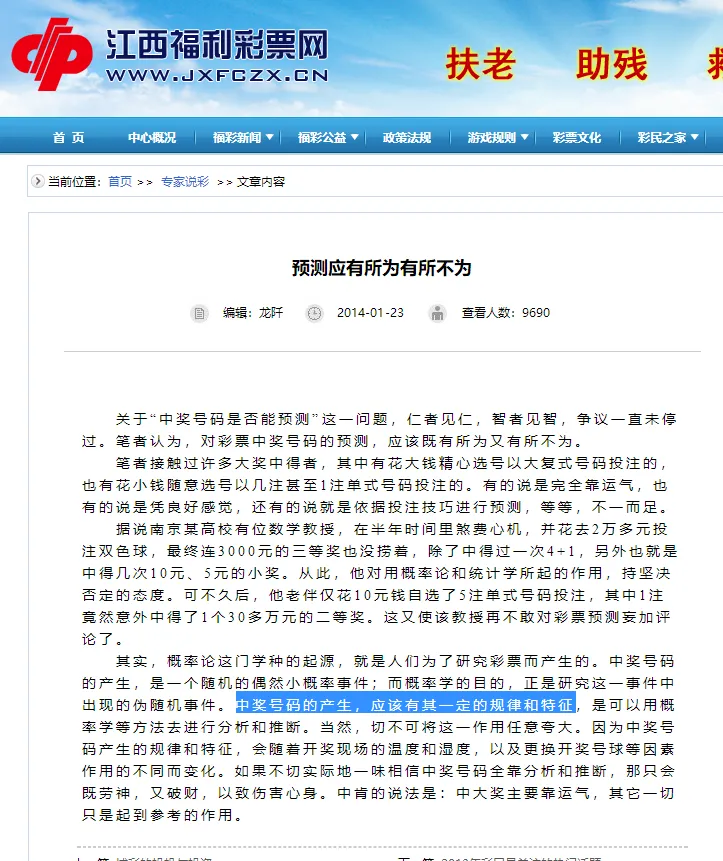 江西福利彩票网
WWW.JXFCZX.CN
扶老 助残
首 页 中心概况 福彩新闻 福彩公益 政策法规 游戏规则 彩票文化 彩民之家
当前位置：首页 >> 专家说彩 >> 文章内容
预测应有所为有所不为
编辑：龙阡 2014-01-23 查看人数：9690
关于“中奖号码是否能预测”这一问题，仁者见仁，智者见智，争议一直未停
过。笔者认为，对彩票中奖号码的预测，应该既有所为又有所不为。
笔者接触过许多大奖中得者，其中有花大钱精心选号以大复式号码投注的，
也有花小钱随意选号以几注甚至1注单式号码投注的。有的说是完全靠运气，也
有的说是凭良好感觉，还有的说就是依据投注技巧进行预测，等等，不一而足。
据说南京某高校有位数学教授，在半年时间里煞费心机，并花去2万多元投
注双色球，最终连3000元的三等奖也没捞着，除了中得过一次4+1，另外也就是
中得几次10元、5元的小奖。从此，他对用概率论和统计学所起的作用，持坚决
否定的态度。可不久后，他老伴仅花10元钱自选了5注单式号码投注，其中1注
竟然意外中得了1个30多万元的二等奖。这又使该教授再不敢对彩票预测妄加评
论了。
其实，概率论这门学种的起源，就是人们为了研究彩票而产生的。中奖号码
的产生，是一个随机的偶然小概率事件；而概率学的目的，正是研究这一事件中
出现的伪随机事件。中奖号码的产生，应该有其一定的规律和特征，是可以用概
率学等方法去进行分析和推断。当然，切不可将这一作用任意夸大。因为中奖号
码产生的规律和特征，会随着开奖现场的温度和湿度，以及更换开奖号球等因素
作用的不同而变化。如果不切实际地一味相信中奖号码全靠分析和推断，那只会
既劳神，又破财，以致伤害心身。中肯的说法是：中大奖主要靠运气，其它一切
只是起到参考的作用。